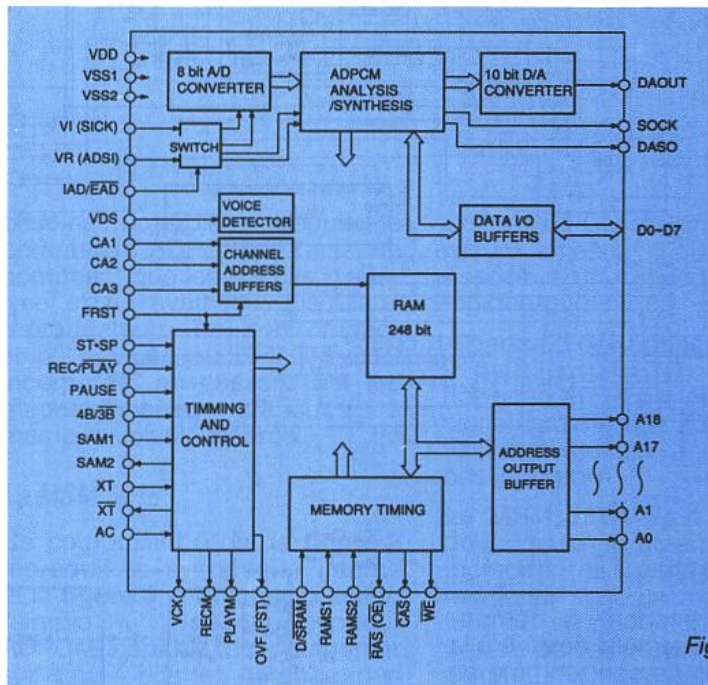 VDD
VSS1
VSS2
VI (SICK)
VR (ADSI)
IAD/EAD
VDS
CA1
CA2
CA3
FRST
ST•SP
REC/PLAY
PAUSE
4B/3B
SAM1
SAM2
XT
XT
AC
8 bit A/D
CONVERTER
SWITCH
ADPCM
ANALYSIS
/SYNTHESIS
10 bit D/A
CONVERTER
DAOUT
SOCK
DASO
VOICE
DETECTOR
CHANNEL
ADDRESS
BUFFERS
DATA I/O
BUFFERS
D0~D7
RAM
248 bit
TIMMING
AND
CONTROL
MEMORY TIMING
ADDRESS
OUTPUT
BUFFER
A18
A17
A1
A0
VCK
RECM
PLAYM
OVF (FST)
D/SRAM
RAMS1
RAMS2
RAS (OE)
CAS
WE
Fig